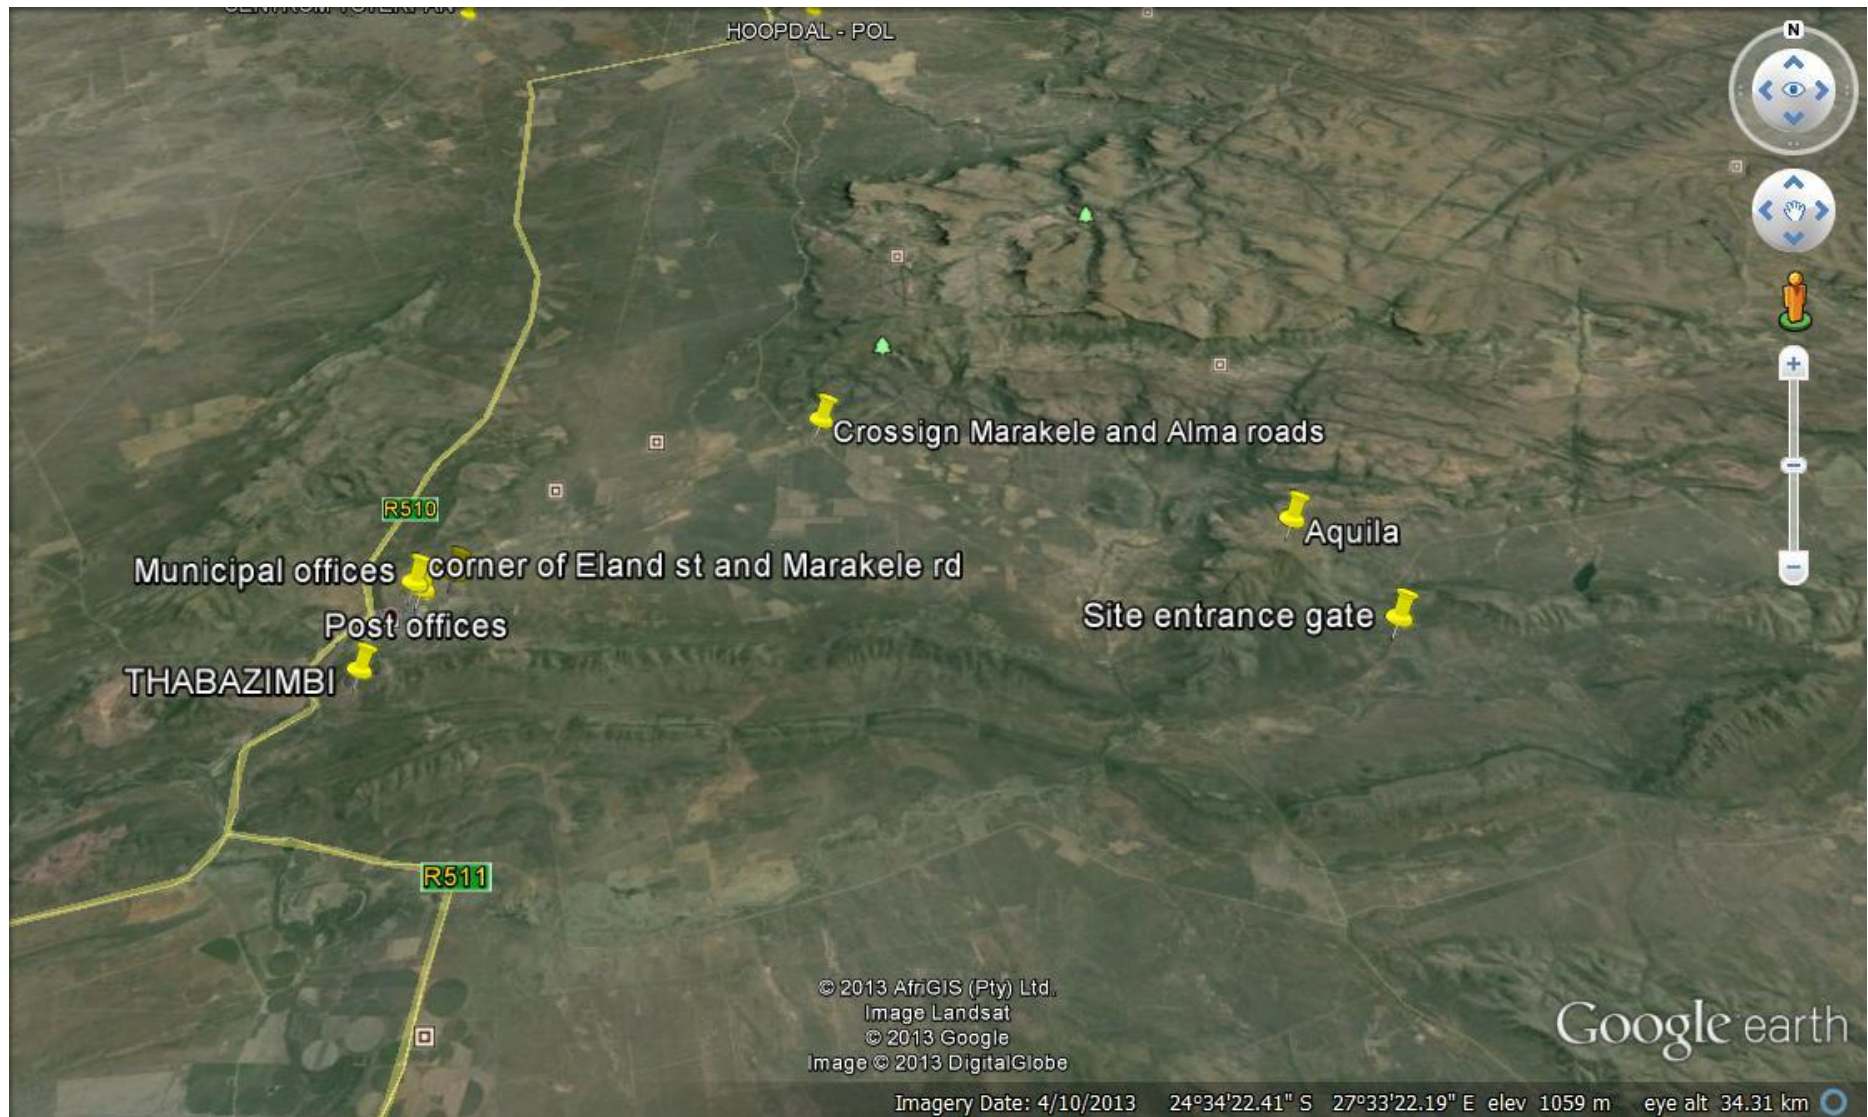 HOOPDAL - POL
N
Crossign Marakele and Alma roads
R510
Aquila
Municipal offices
corner of Eland st and Marakele rd
Site entrance gate
Post offices
THABAZIMBI
R511
© 2013 AfriGIS (Pty) Ltd.
Image Landsat
© 2013 Google
Image © 2013 DigitalGlobe
Google earth
Imagery Date: 4/10/2013 24°34'22.41" S 27°33'22.19" E elev 1059 m eye alt 34.31 km